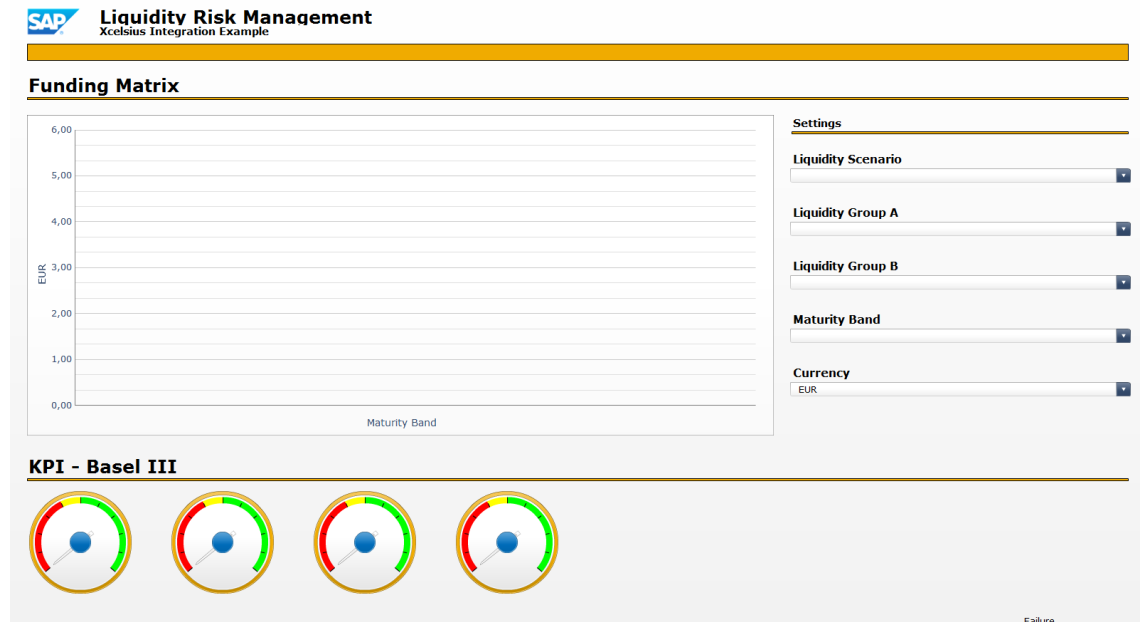 SAP
Liquidity Risk Management
Xcelsius Integration Example
Funding Matrix
6,00
5,00
4,00
3,00
2,00
1,00
0,00
EUR
Maturity Band
Settings
Liquidity Scenario
Liquidity Group A
Liquidity Group B
Maturity Band
Currency
EUR
KPI - Basel III
Failure